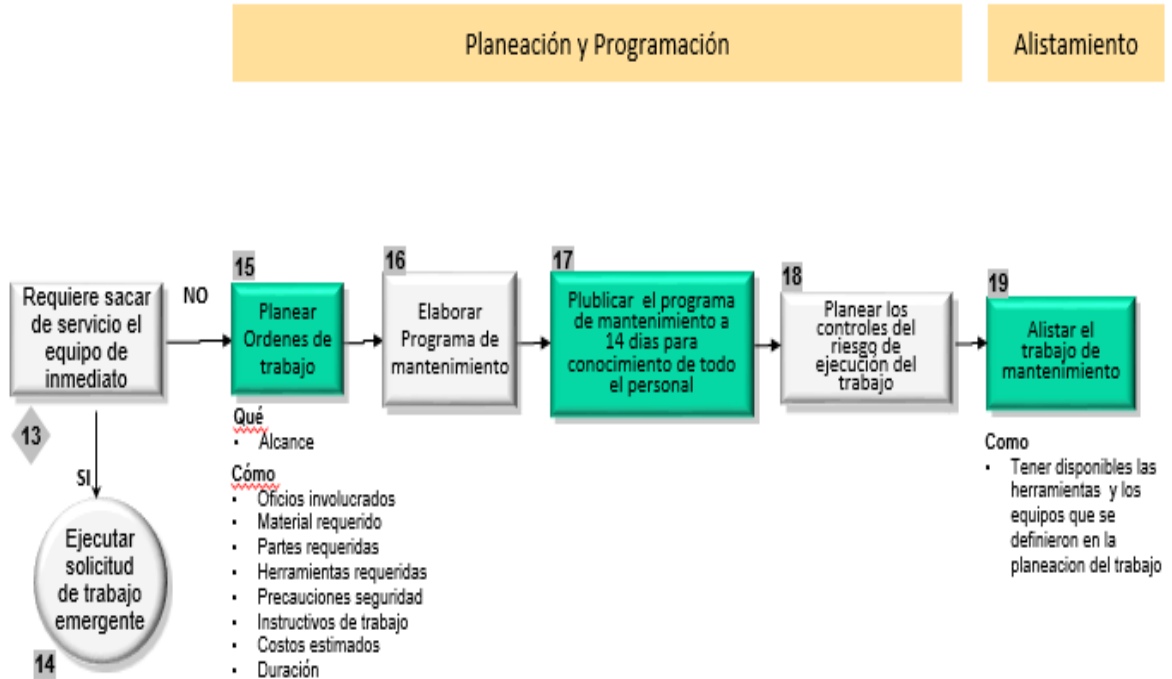 Planeación y Programación
Alistamiento
Requiere sacar
de servicio el
equipo de
inmediato
13
NO
SI
Ejecutar
solicitud
de trabajo
emergente
14
15
Planear
Ordenes de
trabajo
Qué
• Alcance
Cómo
• Oficios involucrados
• Material requerido
• Partes requeridas
• Herramientas requeridas
• Precauciones seguridad
• Instructivos de trabajo
• Costos estimados
• Duración
16
Elaborar
Programa de
mantenimiento
17
Plublicar el programa
de mantenimiento a
14 dias para
conocimiento de todo
el personal
18
Planear los
controles del
riesgo de
ejecución del
trabajo
19
Alistar el
trabajo de
mantenimiento
Como
• Tener disponibles las
herramientas y los
equipos que se
definieron en la
planeacion del trabajo